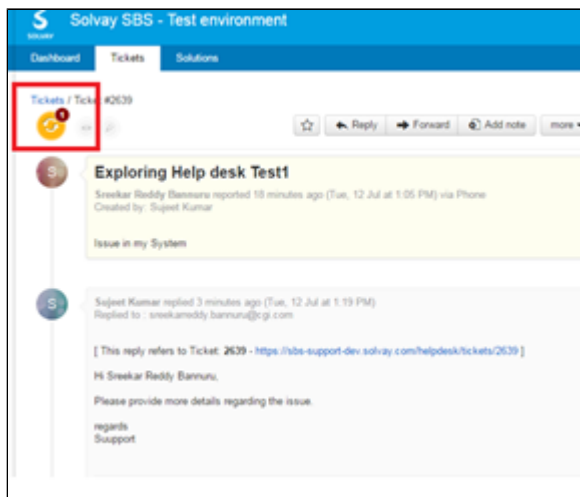 S
SOLVAY
Solvay SBS - Test environment
Dashboard Tickets Solutions
Tickets / Ticket #2639
1
Reply Forward Add note more
S
Exploring Help desk Test1
Sreekar Reddy Bannuru reported 18 minutes ago (Tue, 12 Jul at 1:05 PM) via Phone
Created by: Sujeet Kumar
Issue in my System
S
Sujeet Kumar replied 3 minutes ago (Tue, 12 Jul at 1:19 PM)
Replied to : sreekarreddy.bannuru@cgi.com
[ This reply refers to Ticket: 2639 - https://sbs-support-dev.solvay.com/helpdesk/tickets/2639 ]
Hi Sreekar Reddy Bannuru,
Please provide more details regarding the issue.
regards
Suupport